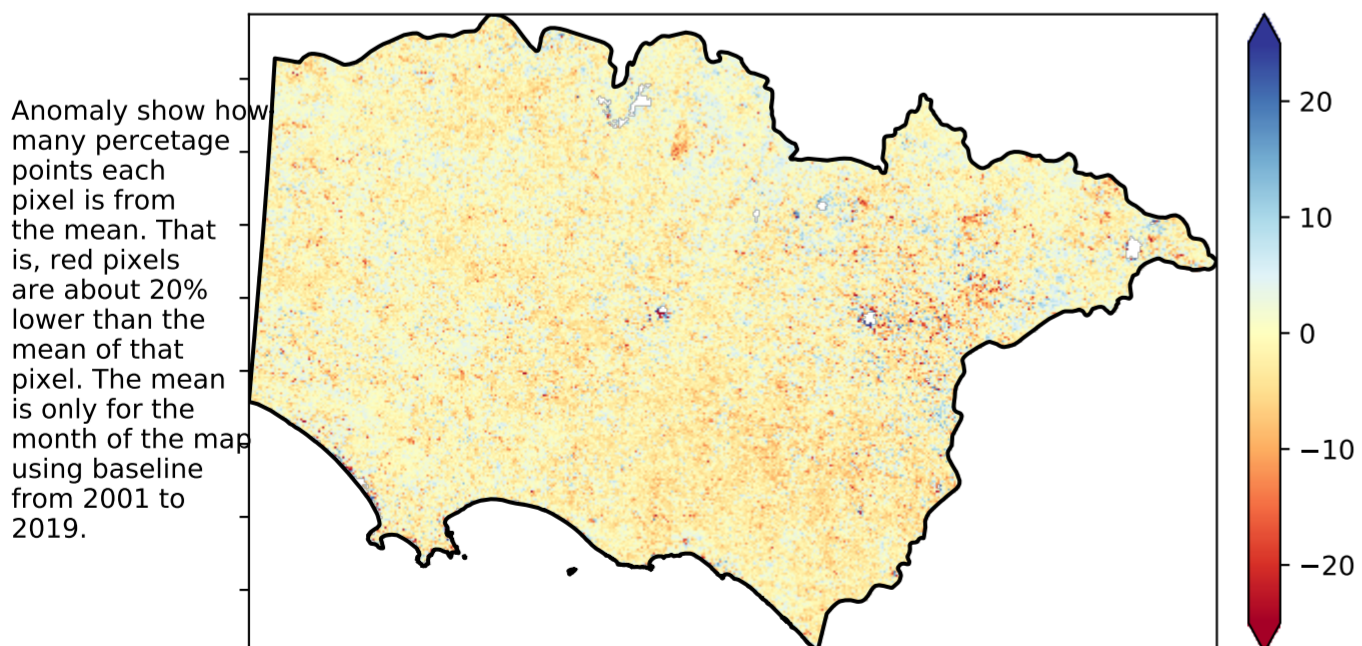 Anomaly show how
many percetage
points each
pixel is from
the mean. That
is, red pixels
are about 20%
lower than the
mean of that
pixel. The mean
is only for the
month of the map
using baseline
from 2001 to
2019.
20
10
0
−10
−20